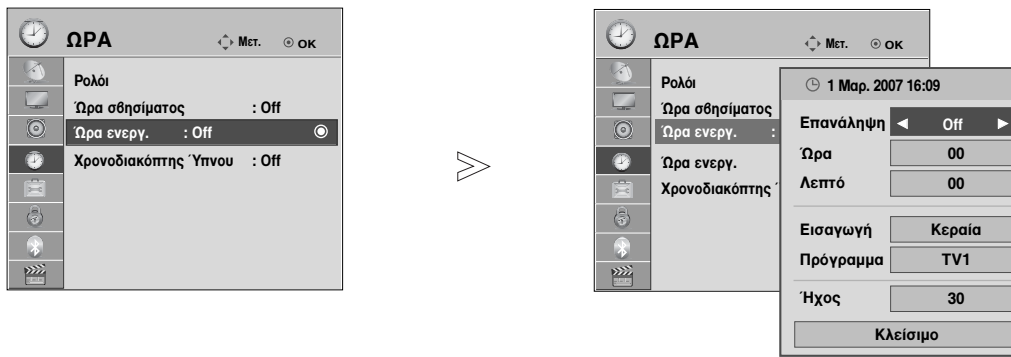 ΩΡΑ Μετ. OK
Ρολόι
Ώρα σβησίματος : Off
Ώρα ενεργ. : Off
Χρονοδιακόπτης Ύπνου : Off
ΩΡΑ Μετ. OK
Ρολόι
Ώρα σβησίματος
Ώρα ενεργ. :
Ώρα ενεργ.
Χρονοδιακόπτης Ύ
1 Μαρ. 2007 16:09
Επανάληψη ◄ Off ►
Ώρα 00
Λεπτό 00
Εισαγωγή Κεραία
Πρόγραμμα TV1
Ήχος 30
Κλείσιμο